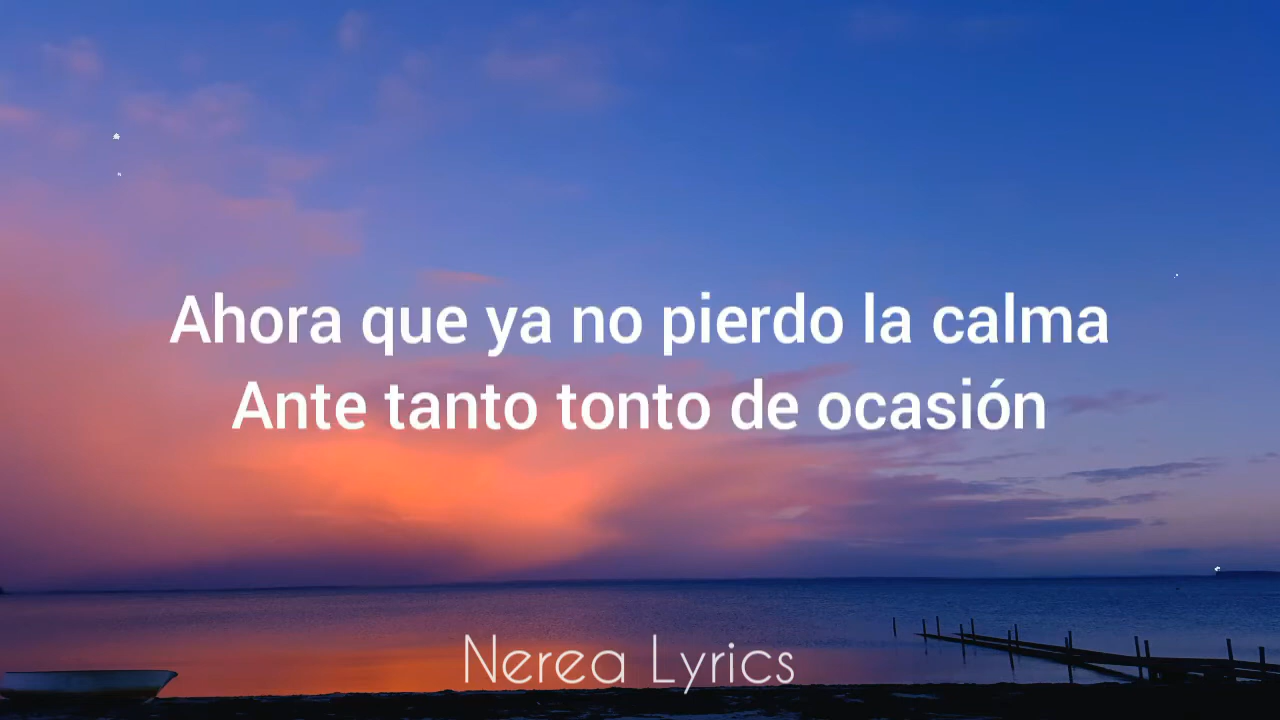 Ahora que ya no pierdo la calma
Ante tanto tonto de ocasión
Nerea Lyrics